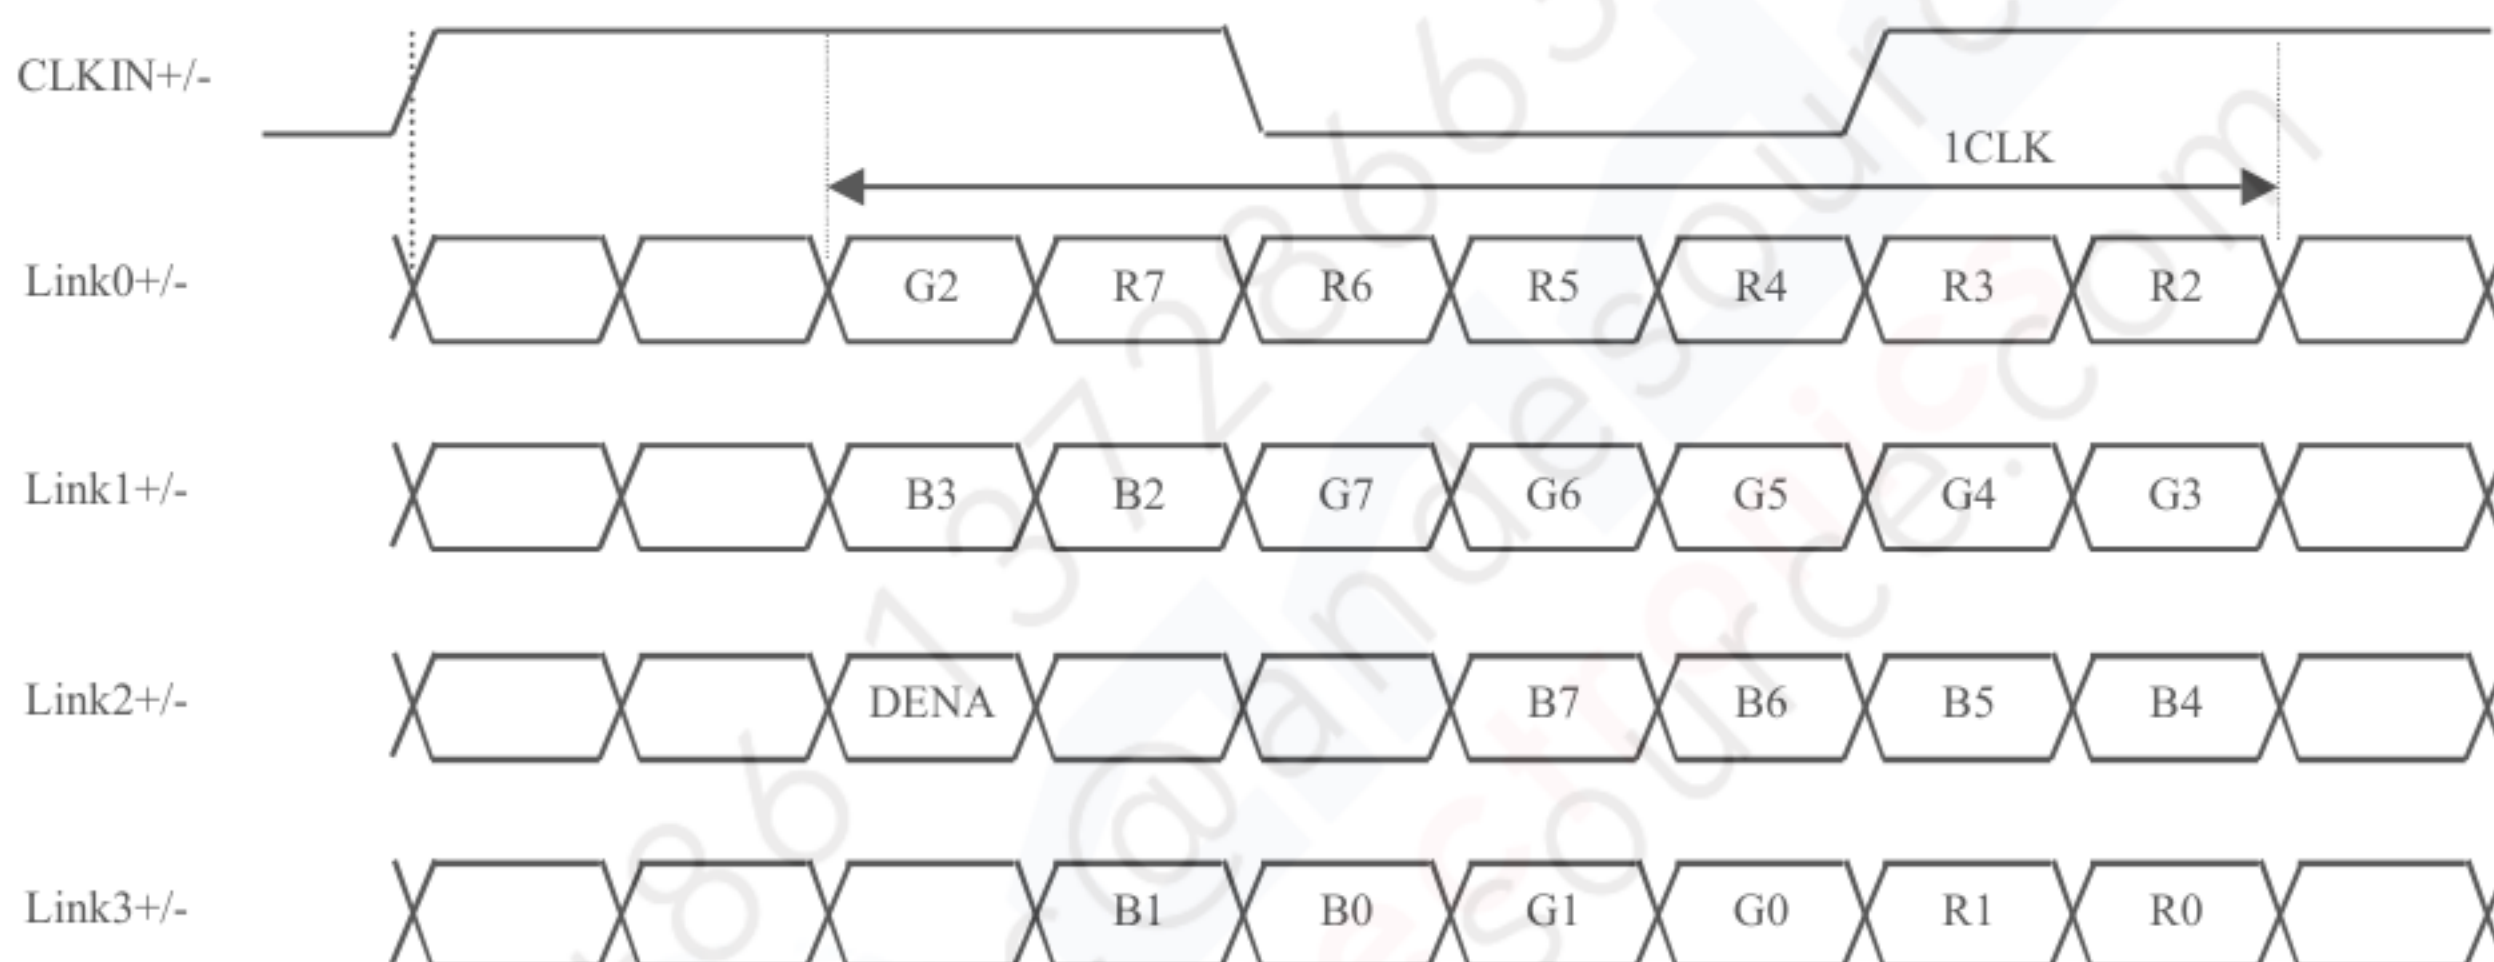 CLKIN+/-
1CLK
Link0+/- G2 R7 R6 R5 R4 R3 R2
Link1+/- B3 B2 G7 G6 G5 G4 G3
Link2+/- DENA B7 B6 B5 B4
Link3+/- B1 B0 G1 G0 R1 R0